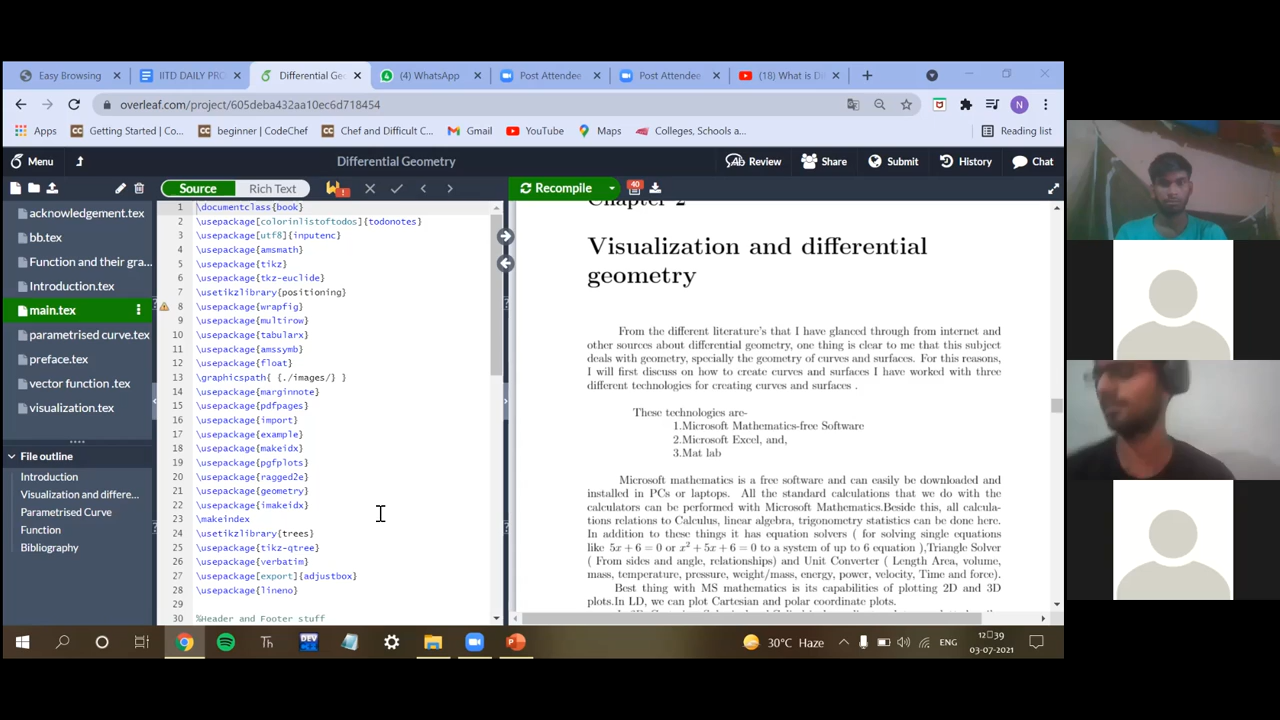 Easy Browsing
IITD DAILY PRO
Differential Geo
(4) WhatsApp
Post Attendee
Post Attendee
(18) What is Di
overleaf.com/project/605deba432aa10ec6d718454
N
Apps
Getting Started | Co...
beginner | CodeChef
Chef and Difficult C...
Gmail
YouTube
Maps
Colleges, Schools a...
Reading list
Menu
Differential Geometry
Review
Share
Submit
History
Chat
Source
Rich Text
Recompile
40
acknowledgement.tex
bb.tex
Function and their gra...
Introduction.tex
main.tex
parametrised curve.tex
preface.tex
vector function .tex
visualization.tex
File outline
Introduction
Visualization and differe...
Parametrised Curve
Function
Bibliography
1 \documentclass{book}
2 \usepackage[colorinlistoftodos]{todonotes}
3 \usepackage[utf8]{inputenc}
4 \usepackage{amsmath}
5 \usepackage{tikz}
6 \usepackage{tkz-euclide}
7 \usetikzlibrary{positioning}
8 \usepackage{wrapfig}
9 \usepackage{multirow}
10 \usepackage{tabularx}
11 \usepackage{amssymb}
12 \usepackage{float}
13 \graphicspath{ {./images/} }
14 \usepackage{marginnote}
15 \usepackage{pdfpages}
16 \usepackage{import}
17 \usepackage{example}
18 \usepackage{makeidx}
19 \usepackage{pgfplots}
20 \usepackage{ragged2e}
21 \usepackage{geometry}
22 \usepackage{imakeidx}
23 \makeindex
24 \usetikzlibrary{trees}
25 \usepackage{tikz-qtree}
26 \usepackage{verbatim}
27 \usepackage[export]{adjustbox}
28 \usepackage{lineno}
29
30 %Header and Footer stuff
Chapter 2
Visualization and differential
geometry
From the different literature's that I have glanced through from internet and
other sources about differential geometry, one thing is clear to me that this subject
deals with geometry, specially the geometry of curves and surfaces. For this reasons,
I will first discuss on how to create curves and surfaces I have worked with three
different technologies for creating curves and surfaces .
These technologies are-
1.Microsoft Mathematics-free Software
2.Microsoft Excel, and,
3.Mat lab
Microsoft mathematics is a free software and can easily be downloaded and
installed in PCs or laptops. All the standard calculations that we do with the
calculators can be performed with Microsoft Mathematics.Beside this, all calcula-
tions relations to Calculus, linear algebra, trigonometry statistics can be done here.
In addition to these things it has equation solvers ( for solving single equations
like 5x + 6 = 0 or x² + 5x + 6 = 0 to a system of up to 6 equation ),Triangle Solver
( From sides and angle, relationships) and Unit Converter ( Length Area, volume,
mass, temperature, pressure, weight/mass, energy, power, velocity, Time and force).
Best thing with MS mathematics is its capabilities of plotting 2D and 3D
plots.In LD, we can plot Cartesian and polar coordinate plots.
Th
DEV
30°C Haze
ENG
12:39
03-07-2021